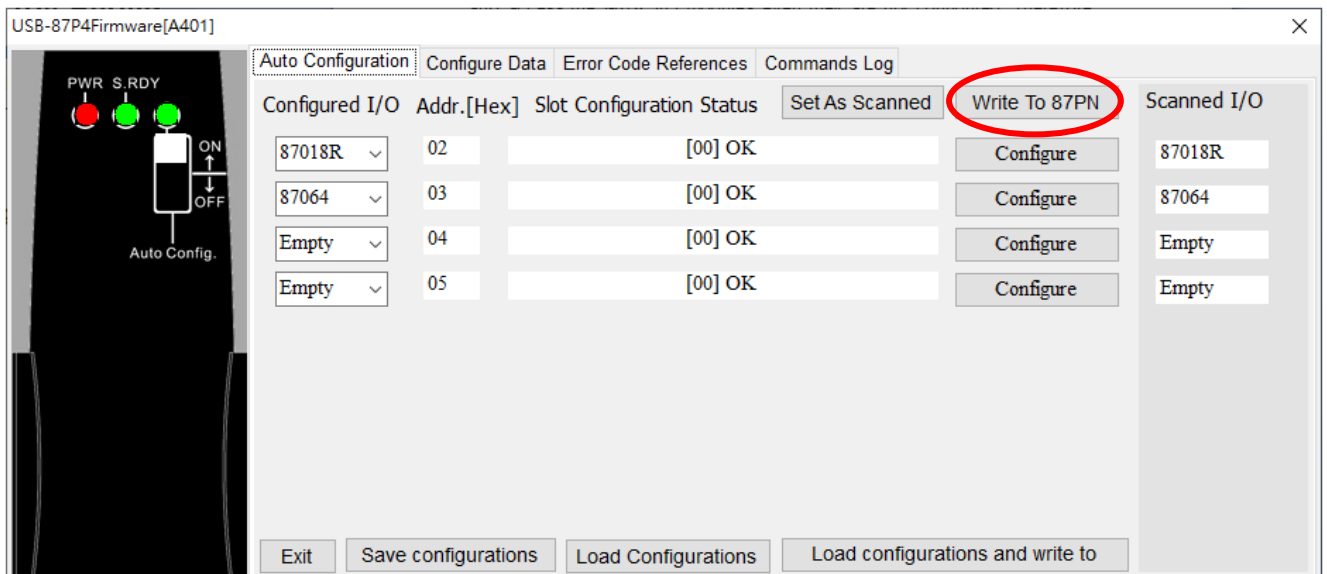 USB-87P4Firmware[A401]
Auto Configuration Configure Data Error Code References Commands Log
PWR S.RDY
ON
OFF
Auto Config.
Configured I/O Addr.[Hex] Slot Configuration Status Set As Scanned Write To 87PN Scanned I/O
87018R 02 [00] OK Configure 87018R
87064 03 [00] OK Configure 87064
Empty 04 [00] OK Configure Empty
Empty 05 [00] OK Configure Empty
Exit Save configurations Load Configurations Load configurations and write to